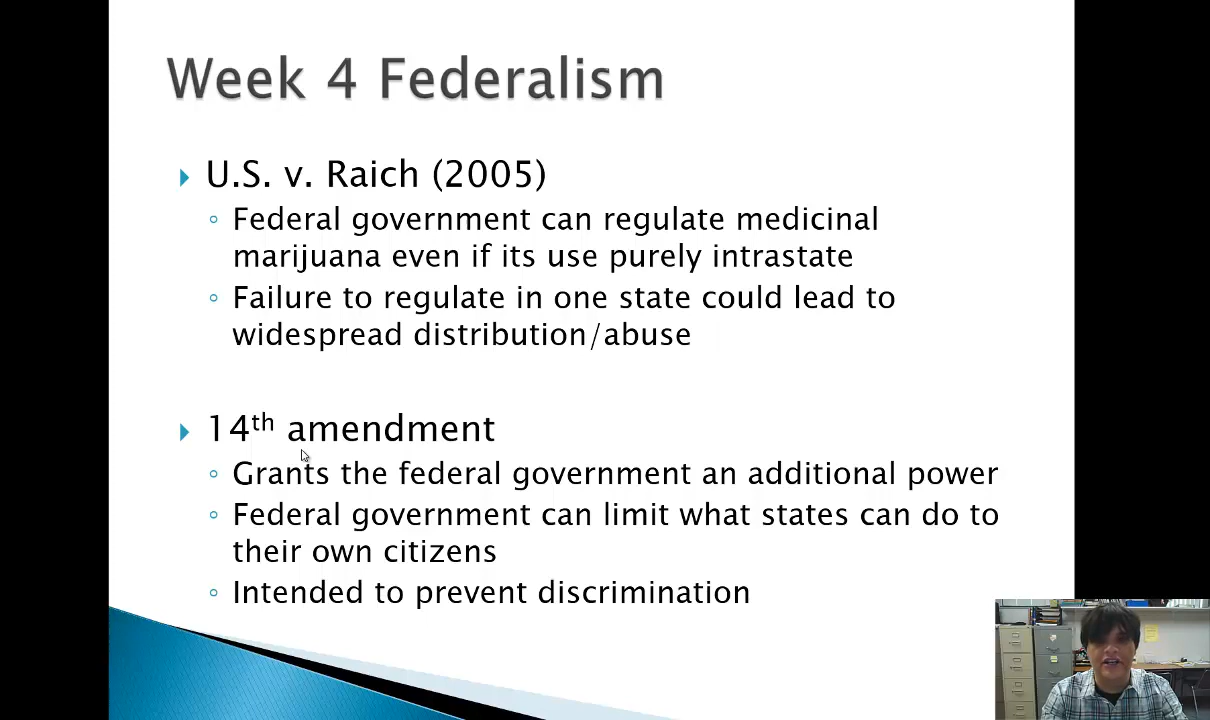 Week 4 Federalism
U.S. v. Raich (2005)
Federal government can regulate medicinal
marijuana even if its use purely intrastate
Failure to regulate in one state could lead to
widespread distribution/abuse
14th amendment
Grants the federal government an additional power
Federal government can limit what states can do to
their own citizens
Intended to prevent discrimination